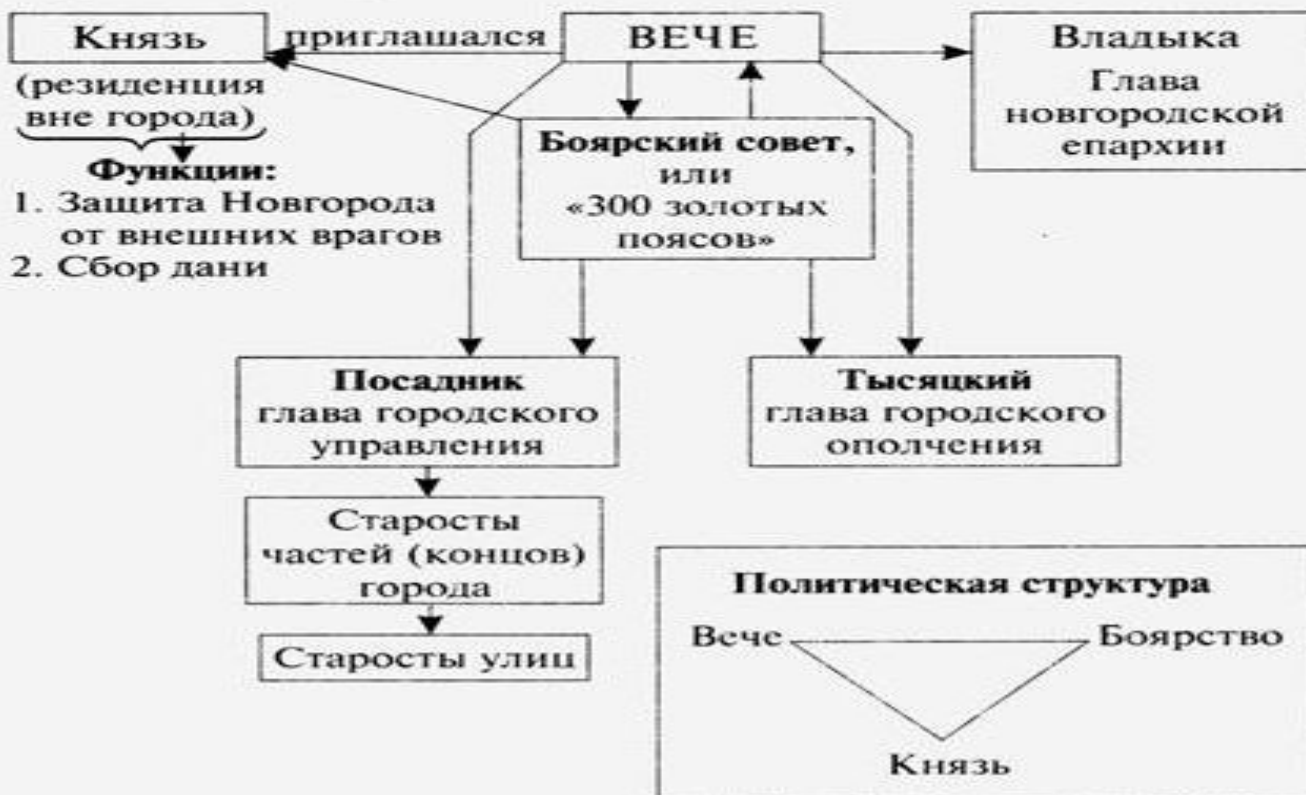 Князь
приглашался
ВЕЧЕ
Владыка
Глава
новгородской
епархии
(резиденция
вне города)
Функции:
1. Защита Новгорода
от внешних врагов
2. Сбор дани
Боярский совет,
или
«300 золотых
поясов»
Посадник
глава городского
управления
Тысяцкий
глава городского
ополчения
Старосты
частей (концов)
города
Старосты улиц
Политическая структура
Вече
Боярство
Князь